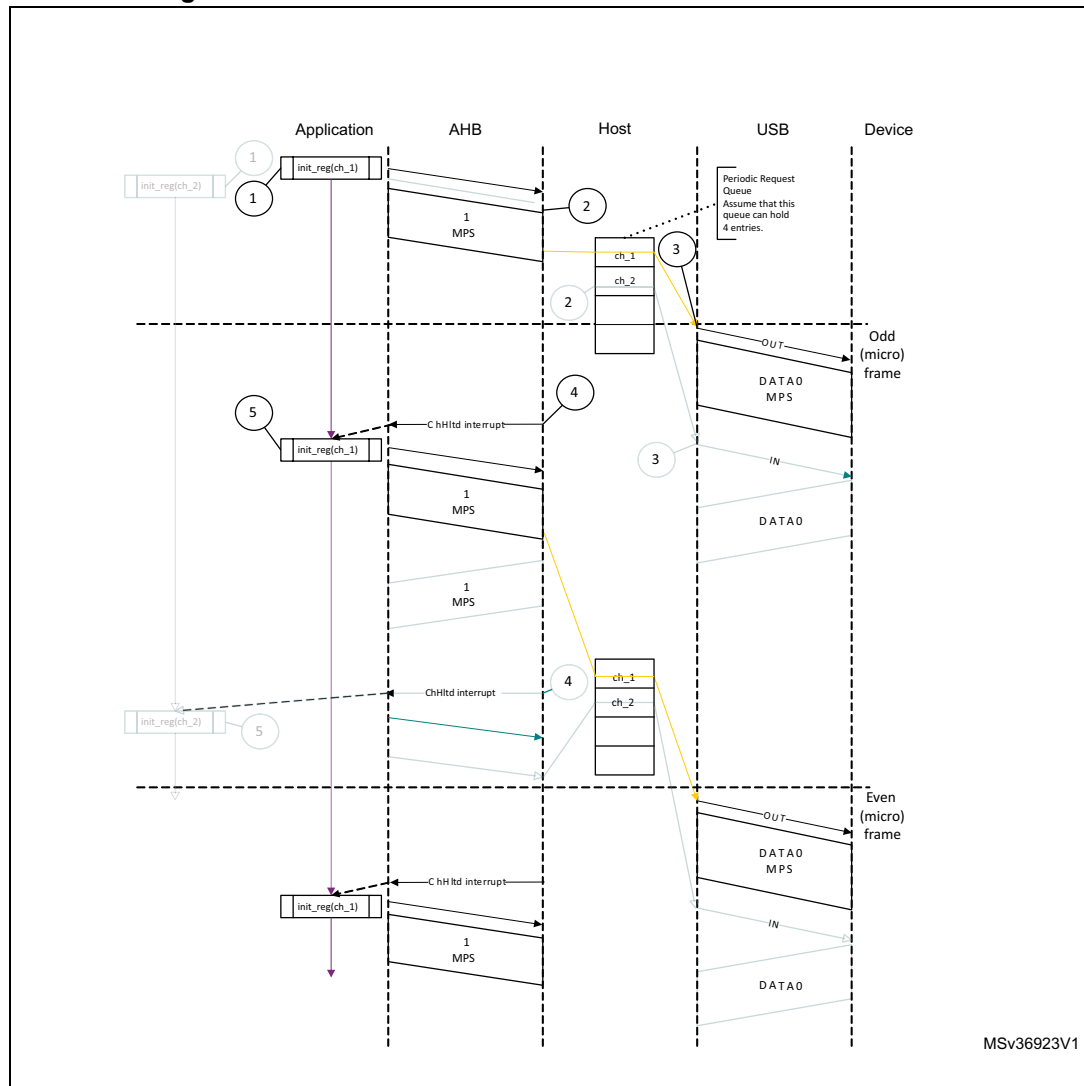 Application AHB Host USB Device
1
init_reg(ch_1)
init_reg(ch_2)
1
2
1
MPS
Periodic Request
Queue
Assume that this
queue can hold
4 entries.
3
ch_1
ch_2
2
Odd
(micro)
frame
OUT
DATA0
MPS
4
5
ChHltd interrupt
init_reg(ch_1)
3
IN
1
MPS
DATA0
1
MPS
ch_1
4
ChHltd interrupt
ch_2
init_reg(ch_2)
5
Even
(micro)
frame
OUT
DATA0
MPS
ChHltd interrupt
init_reg(ch_1)
IN
1
MPS
DATA0
MSv36923V1